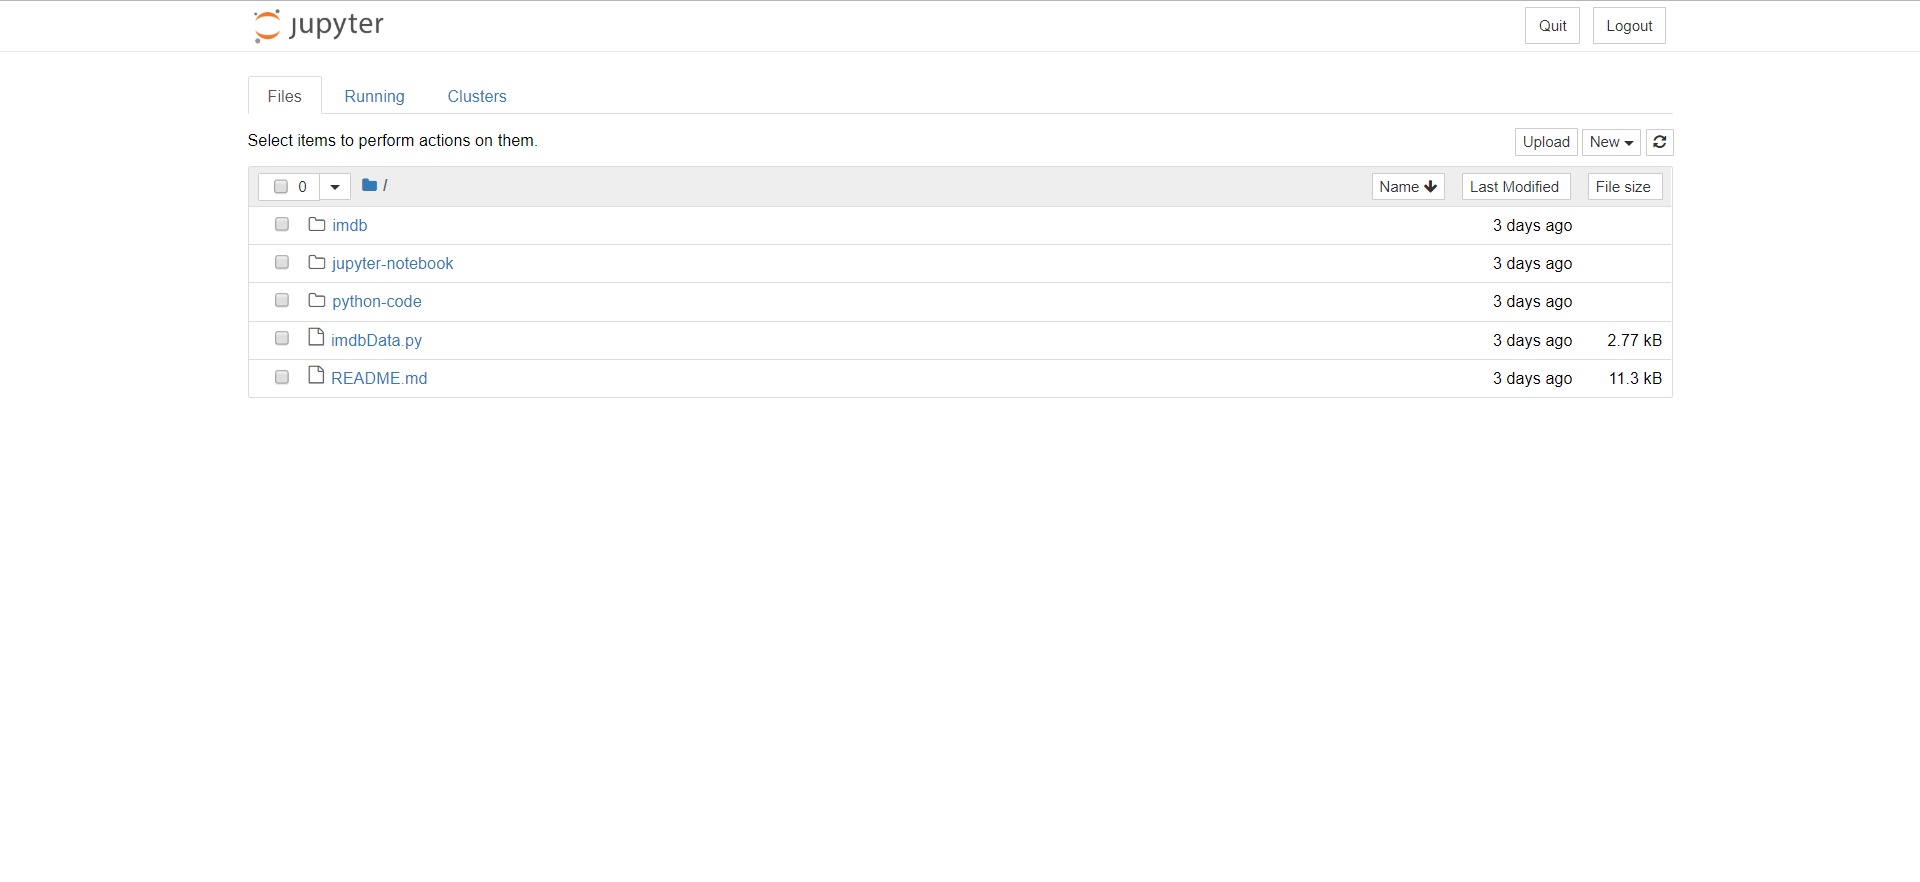 jupyter Quit Logout
Files Running Clusters
Select items to perform actions on them. Upload New
0 / Name Last Modified File size
imdb 3 days ago
jupyter-notebook 3 days ago
python-code 3 days ago
imdbData.py 3 days ago 2.77 kB
README.md 3 days ago 11.3 kB